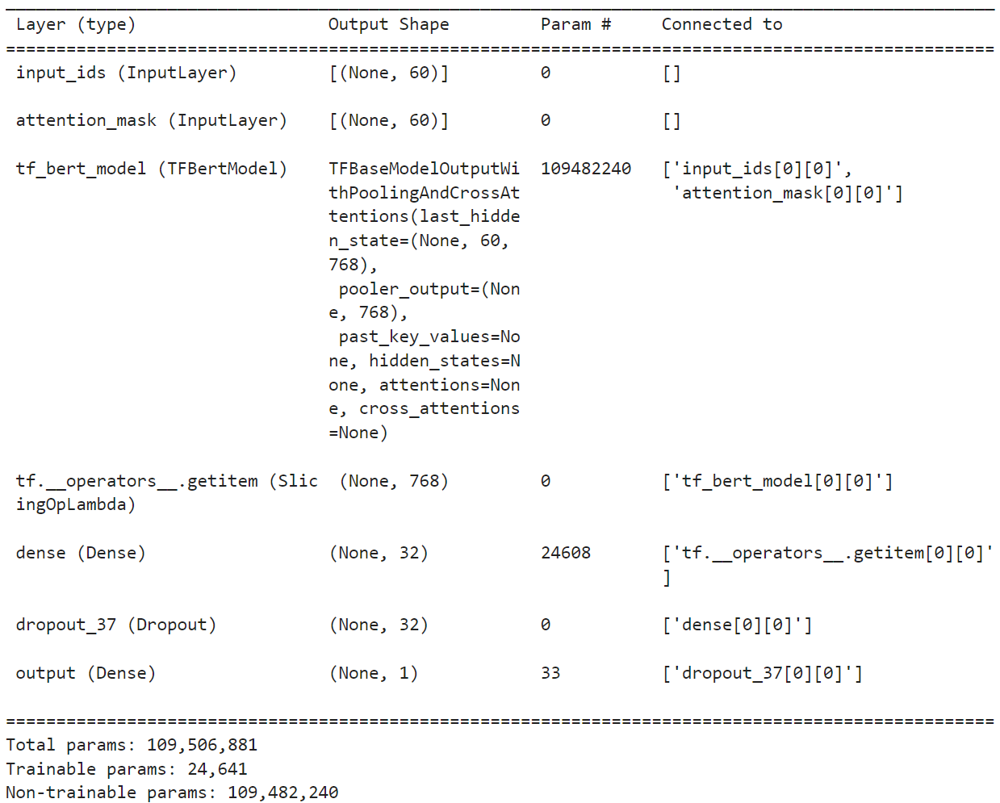 Layer (type) Output Shape Param # Connected to
==================================================================================================
input_ids (InputLayer) [(None, 60)] 0 []
attention_mask (InputLayer) [(None, 60)] 0 []
tf_bert_model (TFBertModel) TFBaseModelOutputWi 109482240 ['input_ids[0][0]',
thPoolingAndCrossAt 'attention_mask[0][0]']
tentions(last_hidde
n_state=(None, 60,
768),
pooler_output=(Non
e, 768),
past_key_values=No
ne, hidden_states=N
one, attentions=Non
e, cross_attentions
=None)
tf.__operators__.getitem (Slic (None, 768) 0 ['tf_bert_model[0][0]']
ingOpLambda)
dense (Dense) (None, 32) 24608 ['tf.__operators__.getitem[0][0]'
]
dropout_37 (Dropout) (None, 32) 0 ['dense[0][0]']
output (Dense) (None, 1) 33 ['dropout_37[0][0]']
==================================================================================================
Total params: 109,506,881
Trainable params: 24,641
Non-trainable params: 109,482,240